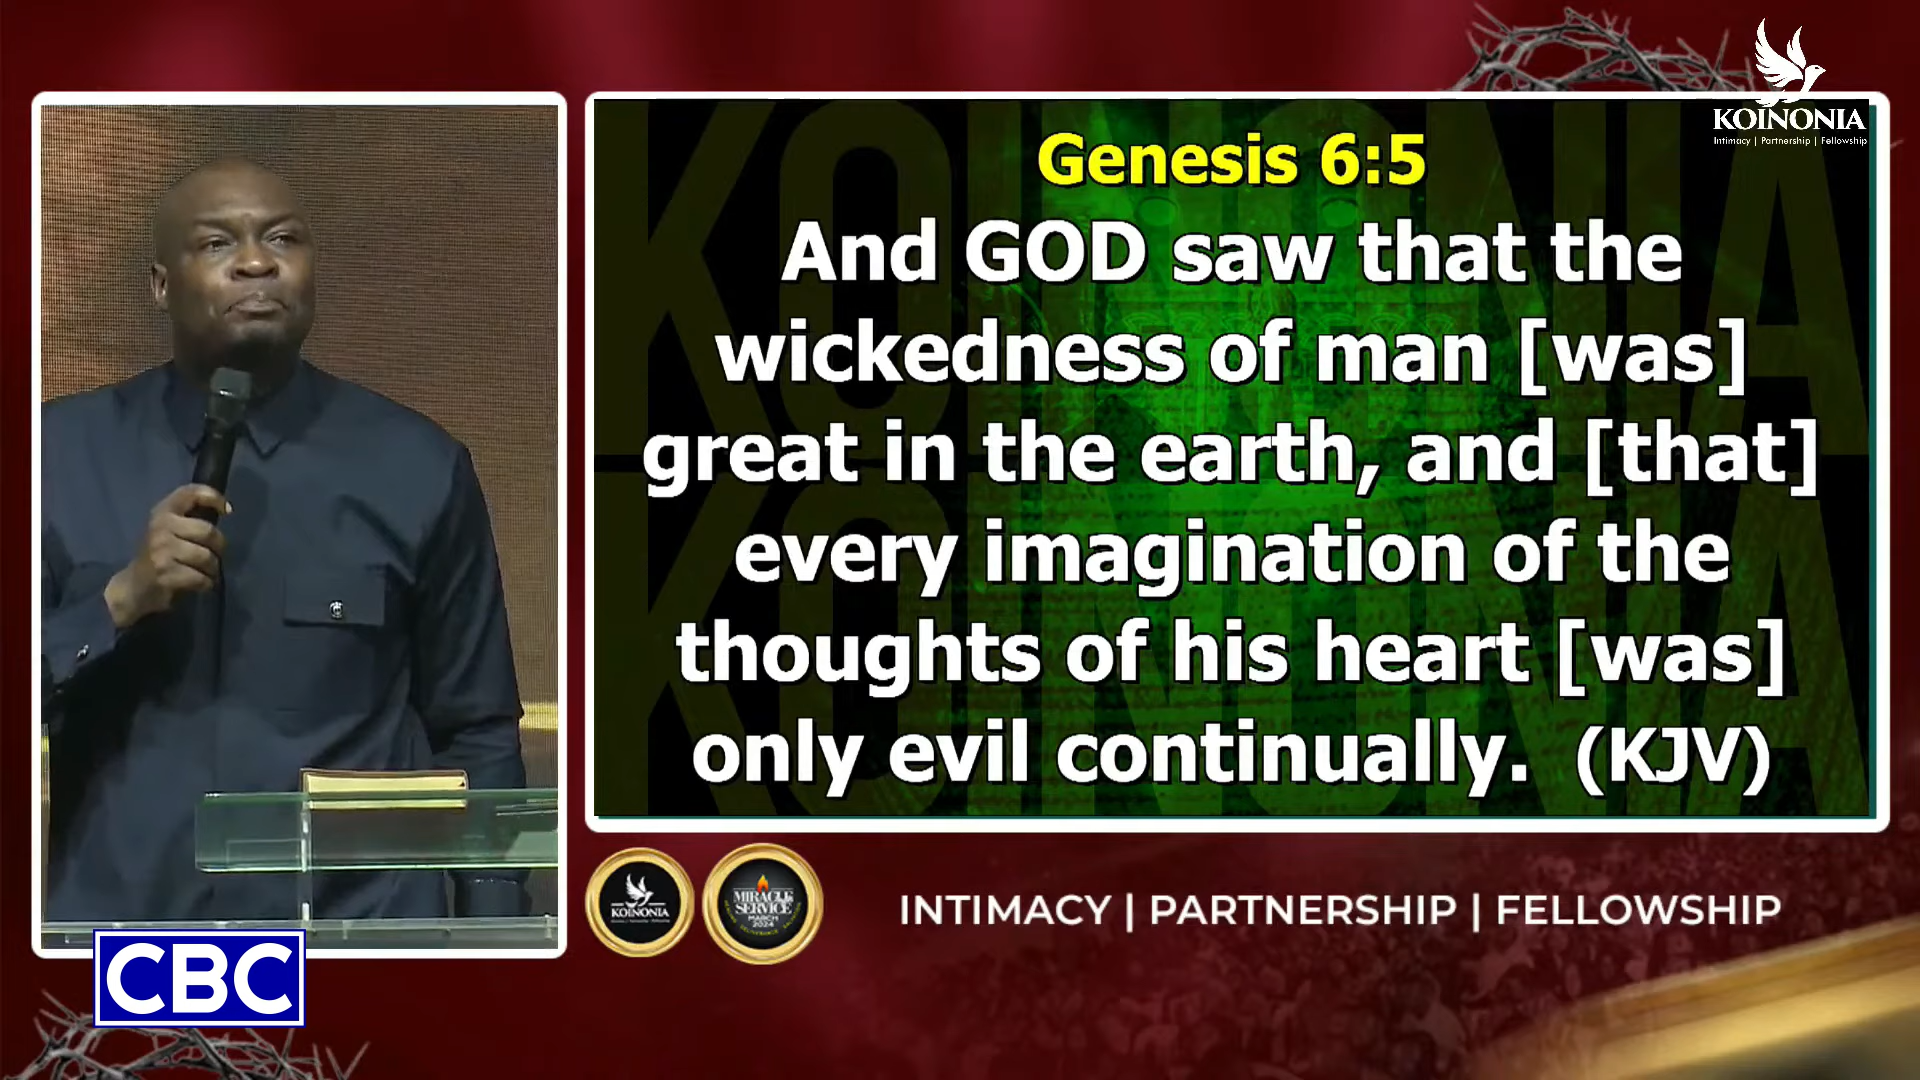 KOINONIA
Intimacy | Partnership | Fellowship
Genesis 6:5
And GOD saw that the
wickedness of man [was]
great in the earth, and [that]
every imagination of the
thoughts of his heart [was]
only evil continually. (KJV)
KOINONIA
MIRACLE
SERVICE
MARCH
2024
INTIMACY | PARTNERSHIP | FELLOWSHIP
CBC